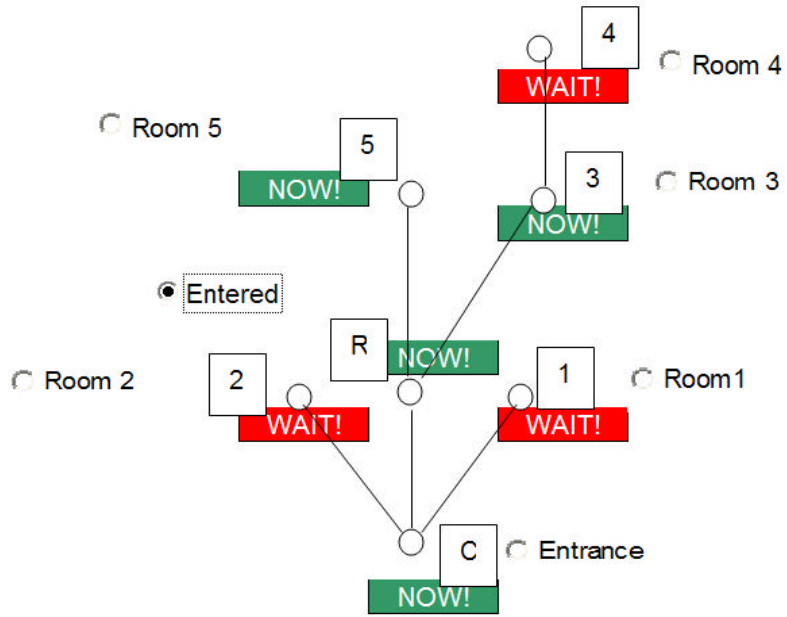 4
Room 4
WAIT!
Room 5
5
3
Room 3
NOW!
NOW!
Entered
R
NOW!
Room 2
2
1
Room1
WAIT!
WAIT!
C
Entrance
NOW!